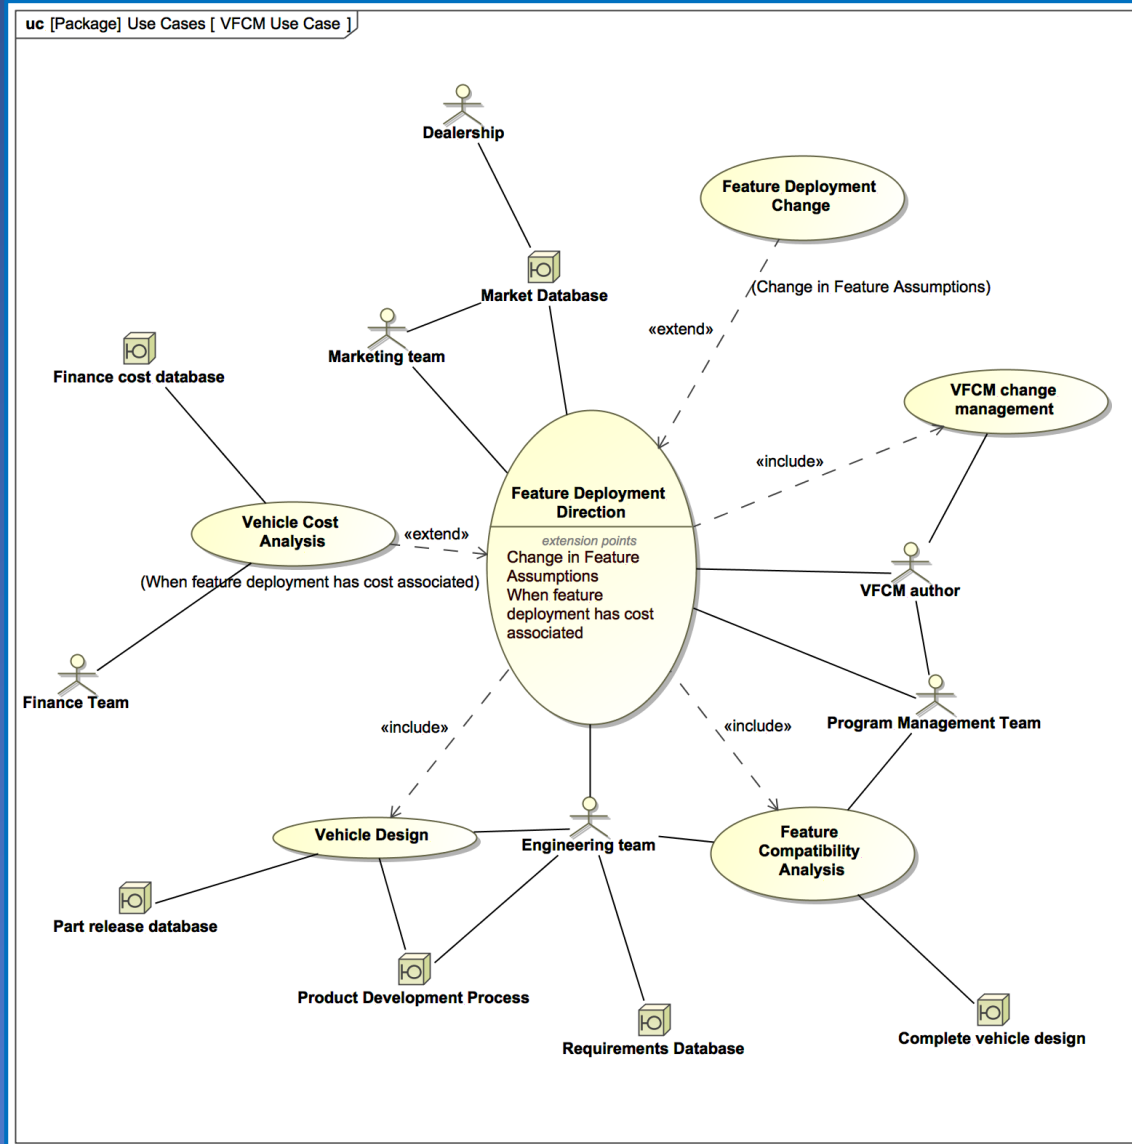 uc [Package] Use Cases [ VFCM Use Case ]
Dealership
Feature Deployment
Change
Market Database
(Change in Feature Assumptions)
«extend»
Marketing team
Finance cost database
VFCM change
management
«include»
Feature Deployment
Direction
extension points
Change in Feature
Assumptions
When feature
deployment has cost
associated
Vehicle Cost
Analysis
«extend»
(When feature deployment has cost associated)
VFCM author
Finance Team
Program Management Team
«include»
«include»
Vehicle Design
Engineering team
Feature
Compatibility
Analysis
Part release database
Product Development Process
Requirements Database
Complete vehicle design